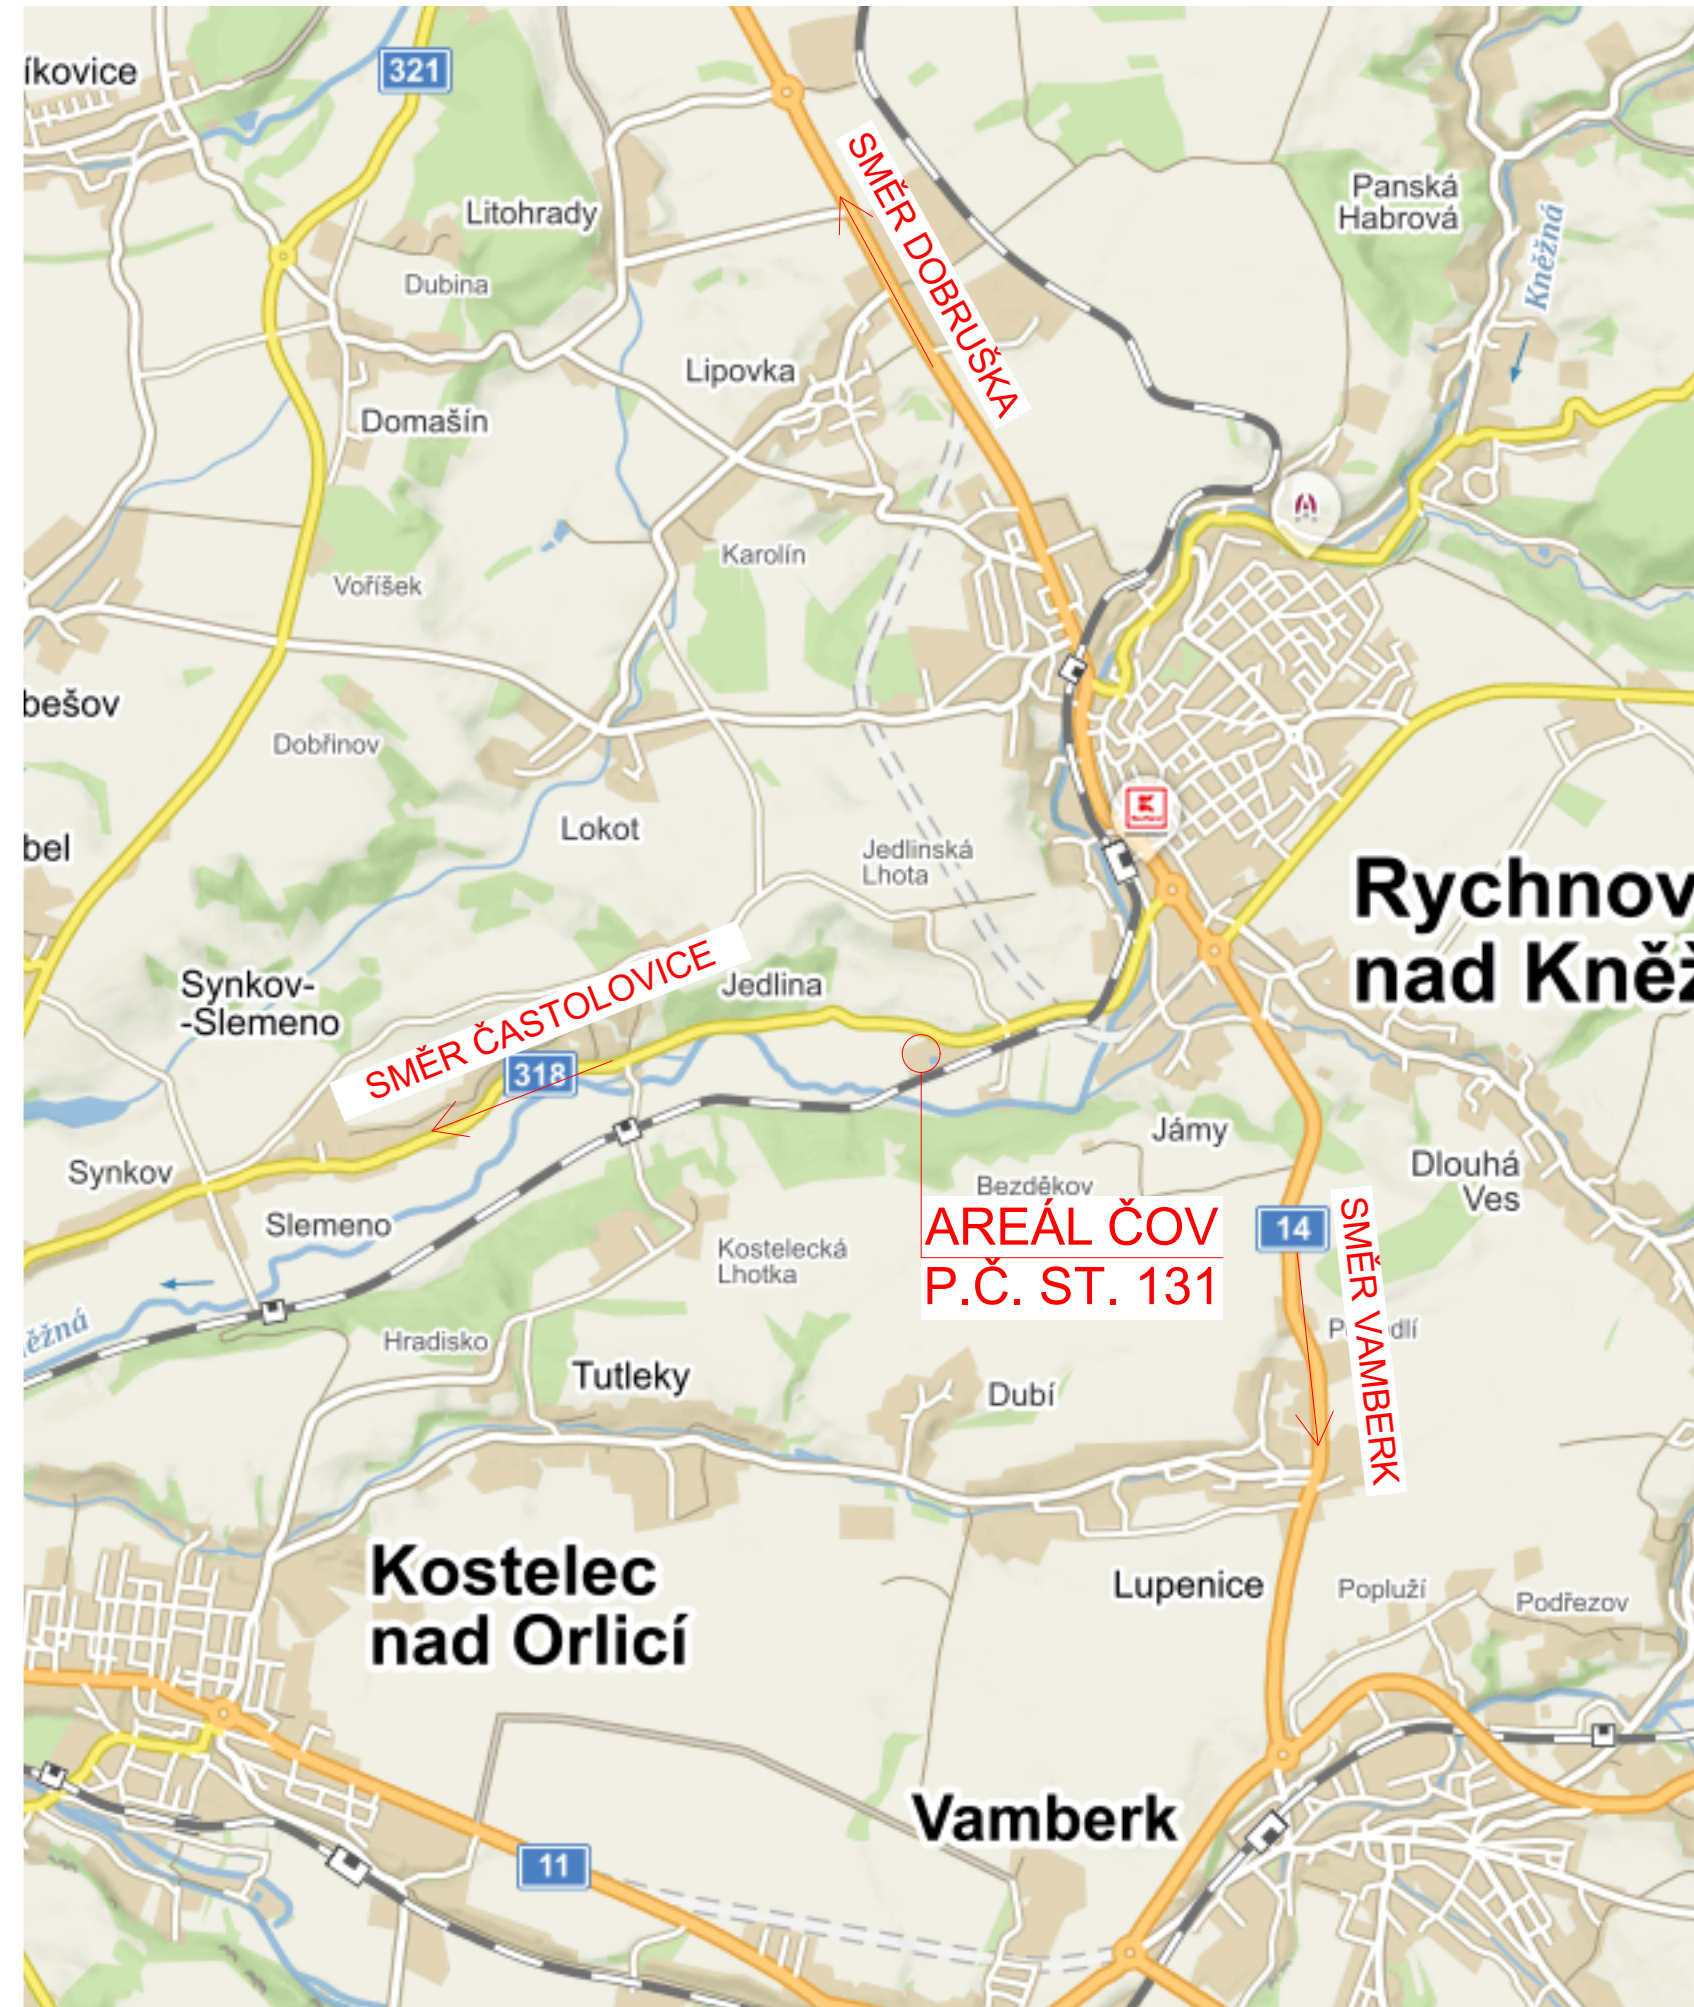 íkovice
321
SMĚR DOBRUŠKA
Panská
Habrová
Kněžná
Litohrady
Dubina
Lipovka
Domašín
Karolín
Voříšek
bešov
Dobřinov
Lokot
bel
Jedlinská
Lhota
Rychnov
nad Kněž
Synkov-
-Slemeno
SMĚR ČASTOLOVICE
Jedlina
318
Jámy
Dlouhá
Ves
Synkov
Bezděkov
Slemeno
AREÁL ČOV
P.Č. ST. 131
14
SMĚR VAMBERK
Kostelecká
Lhotka
ěžná
Hradisko
dlí
Tutleky
Dubí
Kostelec
nad Orlicí
Lupenice
Popluží
Podřezov
Vamberk
11